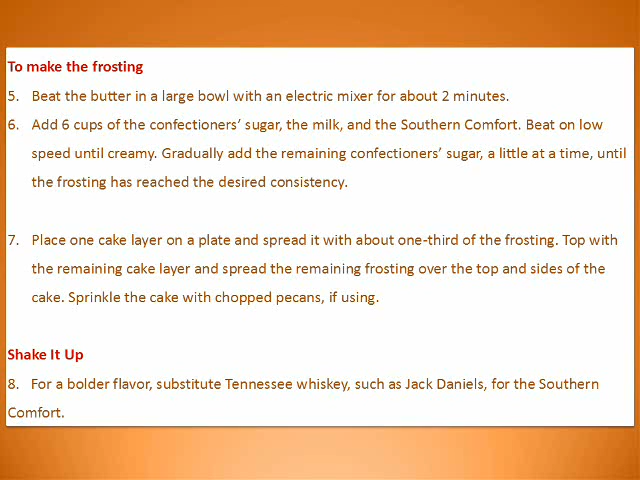 To make the frosting
5. Beat the butter in a large bowl with an electric mixer for about 2 minutes.
6. Add 6 cups of the confectioners’ sugar, the milk, and the Southern Comfort. Beat on low
speed until creamy. Gradually add the remaining confectioners’ sugar, a little at a time, until
the frosting has reached the desired consistency.
7. Place one cake layer on a plate and spread it with about one-third of the frosting. Top with
the remaining cake layer and spread the remaining frosting over the top and sides of the
cake. Sprinkle the cake with chopped pecans, if using.
Shake It Up
8. For a bolder flavor, substitute Tennessee whiskey, such as Jack Daniels, for the Southern
Comfort.